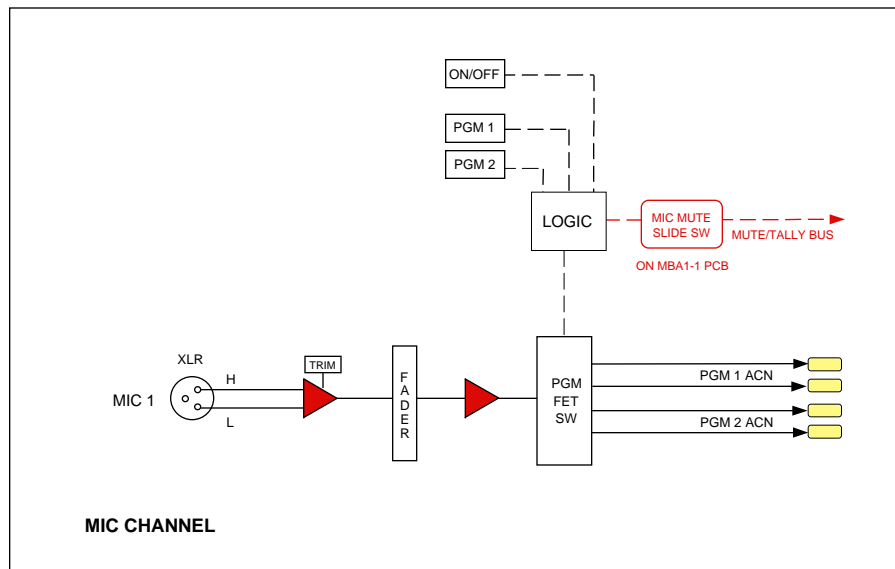 ON/OFF
PGM 1
PGM 2
LOGIC
MIC MUTE
SLIDE SW
MUTE/TALLY BUS
ON MBA1-1 PCB
XLR
TRIM
H
MIC 1
L
F
A
D
E
R
PGM
FET
SW
PGM 1 ACN
PGM 2 ACN
MIC CHANNEL